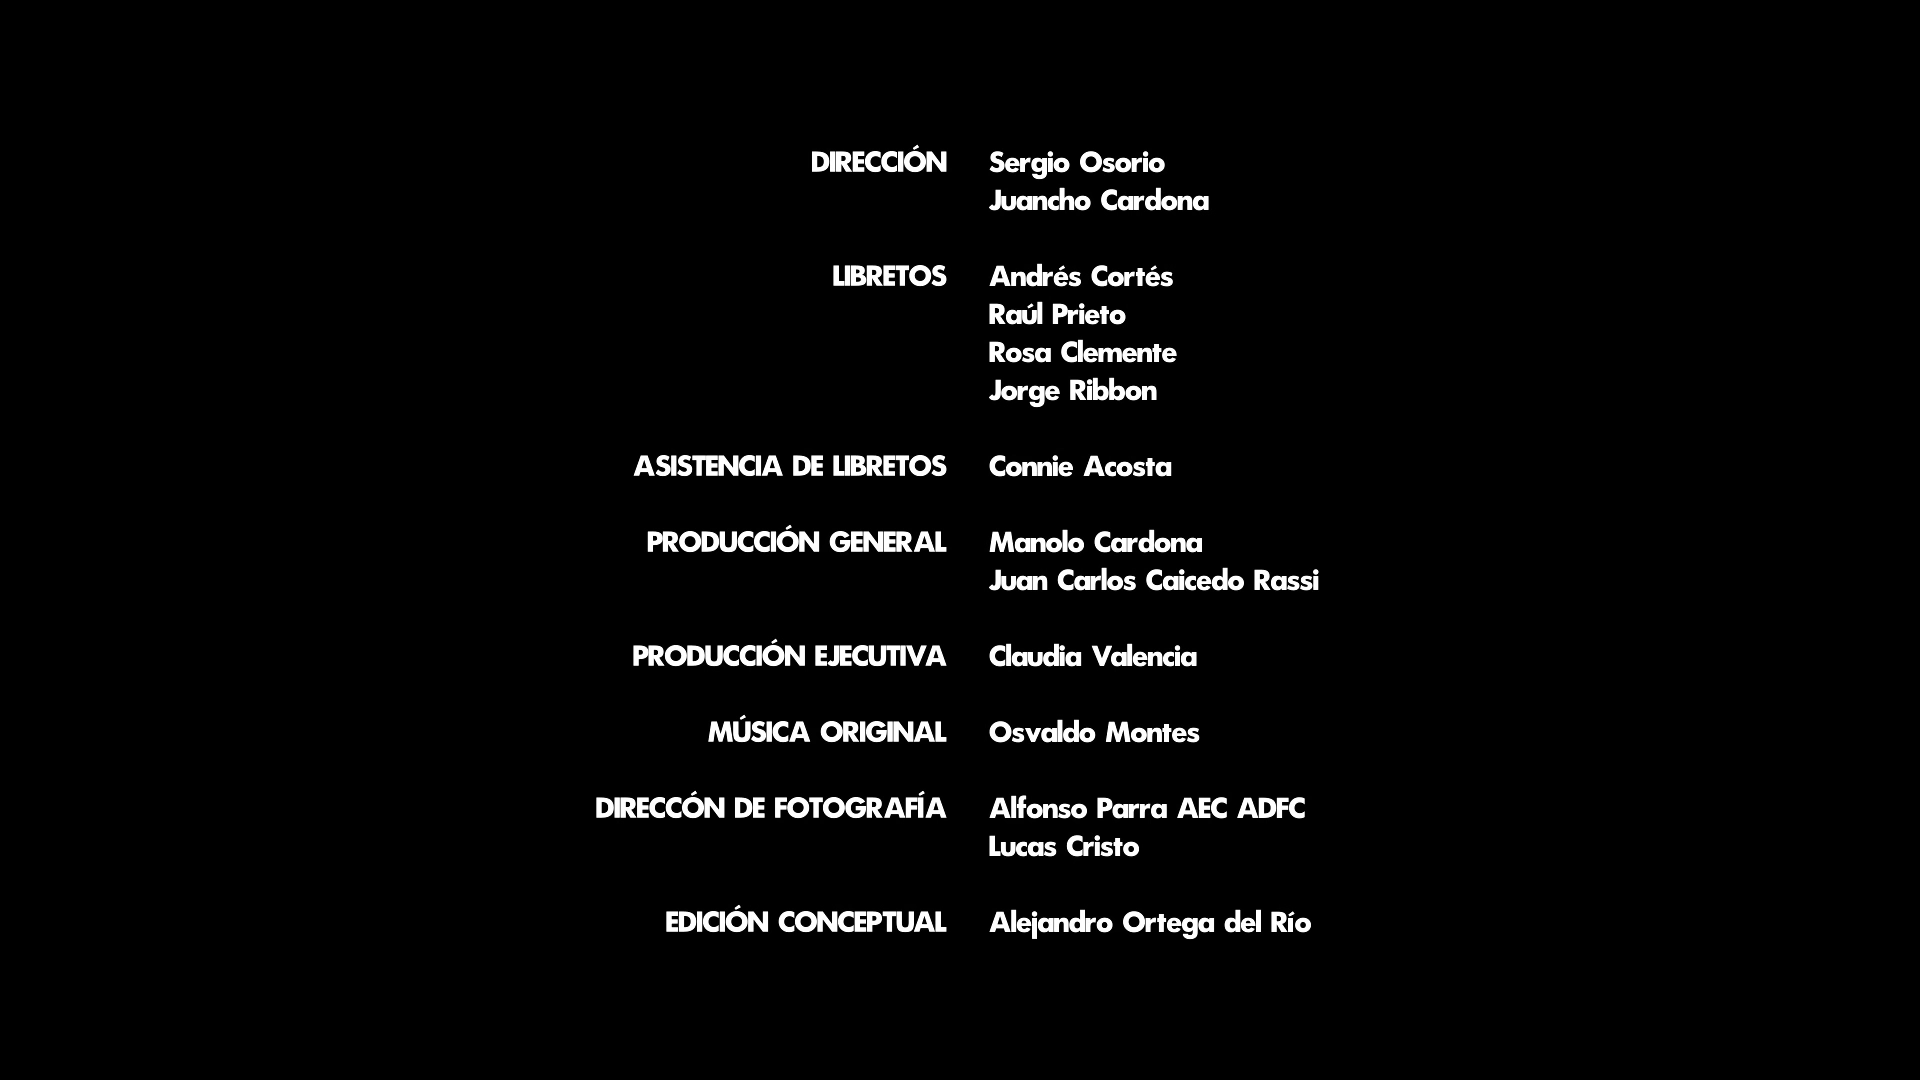 DIRECCIÓN Sergio Osorio
Juancho Cardona
LIBRETOS Andrés Cortés
Raúl Prieto
Rosa Clemente
Jorge Ribbon
ASISTENCIA DE LIBRETOS Connie Acosta
PRODUCCIÓN GENERAL Manolo Cardona
Juan Carlos Caicedo Rassi
PRODUCCIÓN EJECUTIVA Claudia Valencia
MÚSICA ORIGINAL Osvaldo Montes
DIRECCÓN DE FOTOGRAFÍA Alfonso Parra AEC ADFC
Lucas Cristo
EDICIÓN CONCEPTUAL Alejandro Ortega del Río